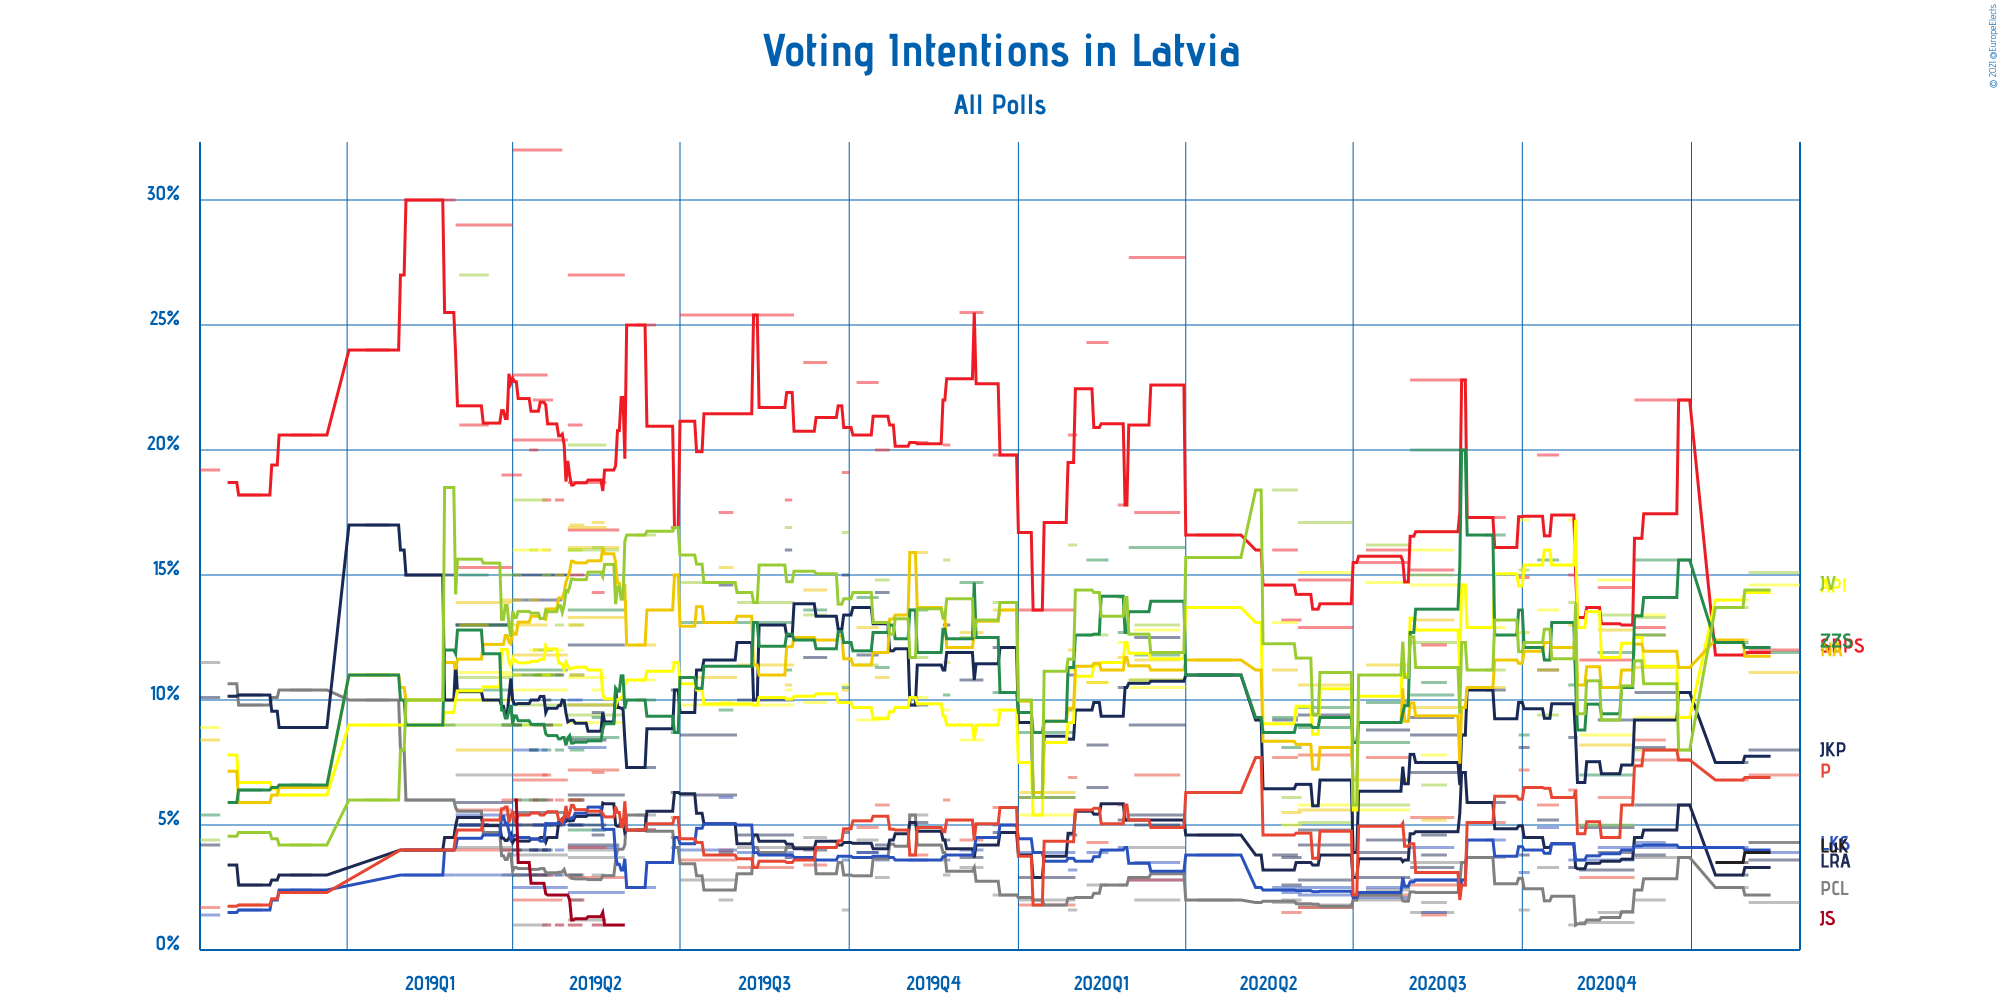 © 2021 @EuropeElects
Voting Intentions in Latvia
All Polls
30%
25%
20%
15%
10%
5%
0%
JV
ZZS
JKP
P
LRA
PCL
JS
2019Q1
2019Q2
2019Q3
2019Q4
2020Q1
2020Q2
2020Q3
2020Q4